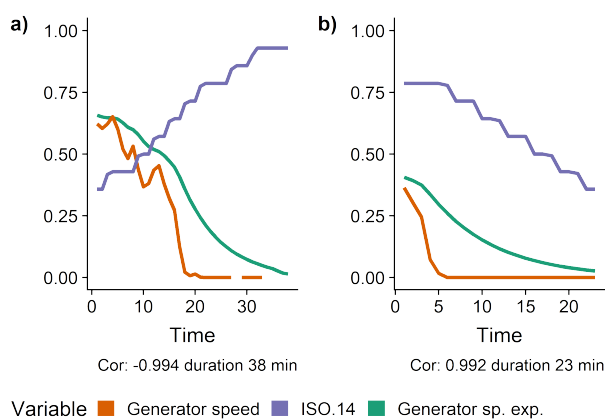 a)
1.00
0.75
0.50
0.25
0.00
0 10 20 30
Time
Cor: -0.994 duration 38 min
b)
1.00
0.75
0.50
0.25
0.00
0 5 10 15 20
Time
Cor: 0.992 duration 23 min
Variable Generator speed ISO.14 Generator sp. exp.